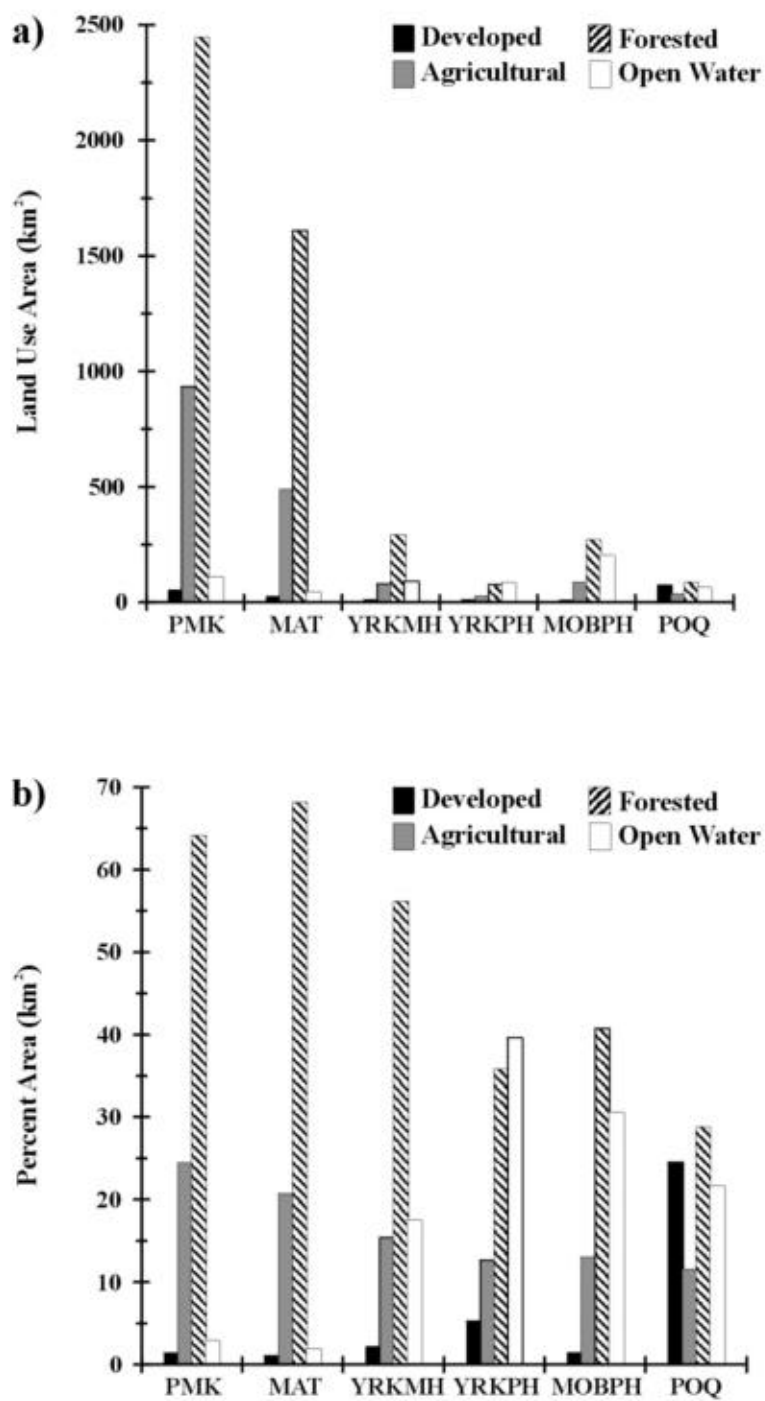 a)
2500
2000
1500
1000
500
0
Land Use Area (km²)
Developed Forested
Agricultural Open Water
PMK MAT YRKMH YRKPH MOBPH POQ
b)
70
60
50
40
30
20
10
0
Percent Area (km²)
Developed Forested
Agricultural Open Water
PMK MAT YRKMH YRKPH MOBPH POQ